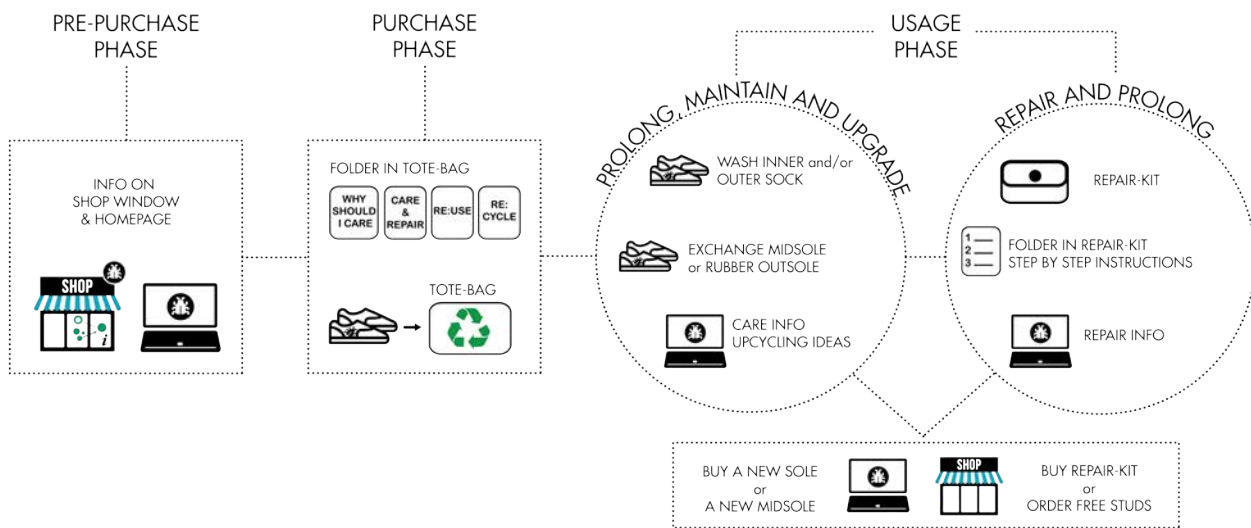 PRE-PURCHASE
PHASE
PURCHASE
PHASE
USAGE
PHASE
INFO ON
SHOP WINDOW
& HOMEPAGE
SHOP
i
FOLDER IN TOTE-BAG
WHY
SHOULD
I CARE
CARE
&
REPAIR
RE:USE
RE:
CYCLE
TOTE-BAG
PROLONG, MAINTAIN AND UPGRADE
WASH INNER and/or
OUTER SOCK
EXCHANGE MIDSOLE
or RUBBER OUTSOLE
CARE INFO
UPCYCLING IDEAS
REPAIR AND PROLONG
REPAIR-KIT
1
2
3
FOLDER IN REPAIR-KIT
STEP BY STEP INSTRUCTIONS
REPAIR INFO
BUY A NEW SOLE
or
A NEW MIDSOLE
SHOP
BUY REPAIR-KIT
or
ORDER FREE STUDS